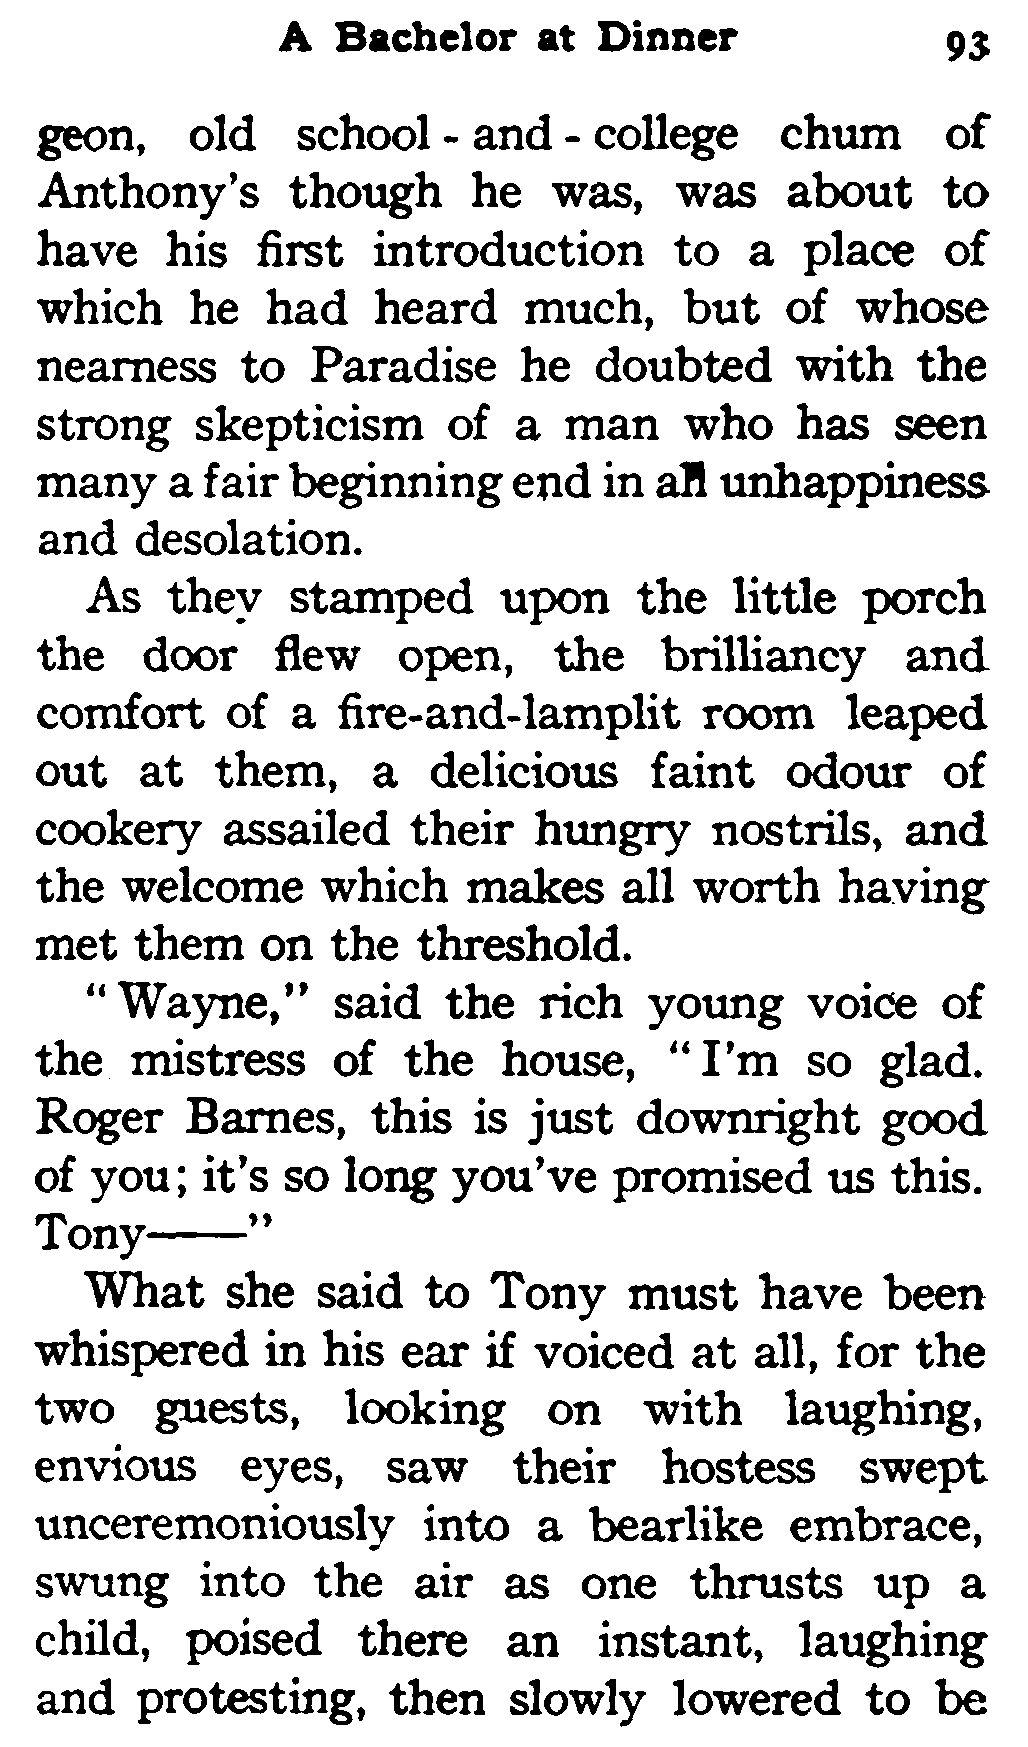 A Bachelor at Dinner 93
geon, old school-and-college chum of
Anthony's though he was, was about to
have his first introduction to a place of
which he had heard much, but of whose
nearness to Paradise he doubted with the
strong skepticism of a man who has seen
many a fair beginning end in all unhappiness
and desolation.
As they stamped upon the little porch
the door flew open, the brilliancy and
comfort of a fire-and-lamplit room leaped
out at them, a delicious faint odour of
cookery assailed their hungry nostrils, and
the welcome which makes all worth having
met them on the threshold.
"Wayne," said the rich young voice of
the mistress of the house, "I'm so glad.
Roger Barnes, this is just downright good
of you; it's so long you've promised us this.
Tony——"
What she said to Tony must have been
whispered in his ear if voiced at all, for the
two guests, looking on with laughing,
envious eyes, saw their hostess swept
unceremoniously into a bearlike embrace,
swung into the air as one thrusts up a
child, poised there an instant, laughing
and protesting, then slowly lowered to be